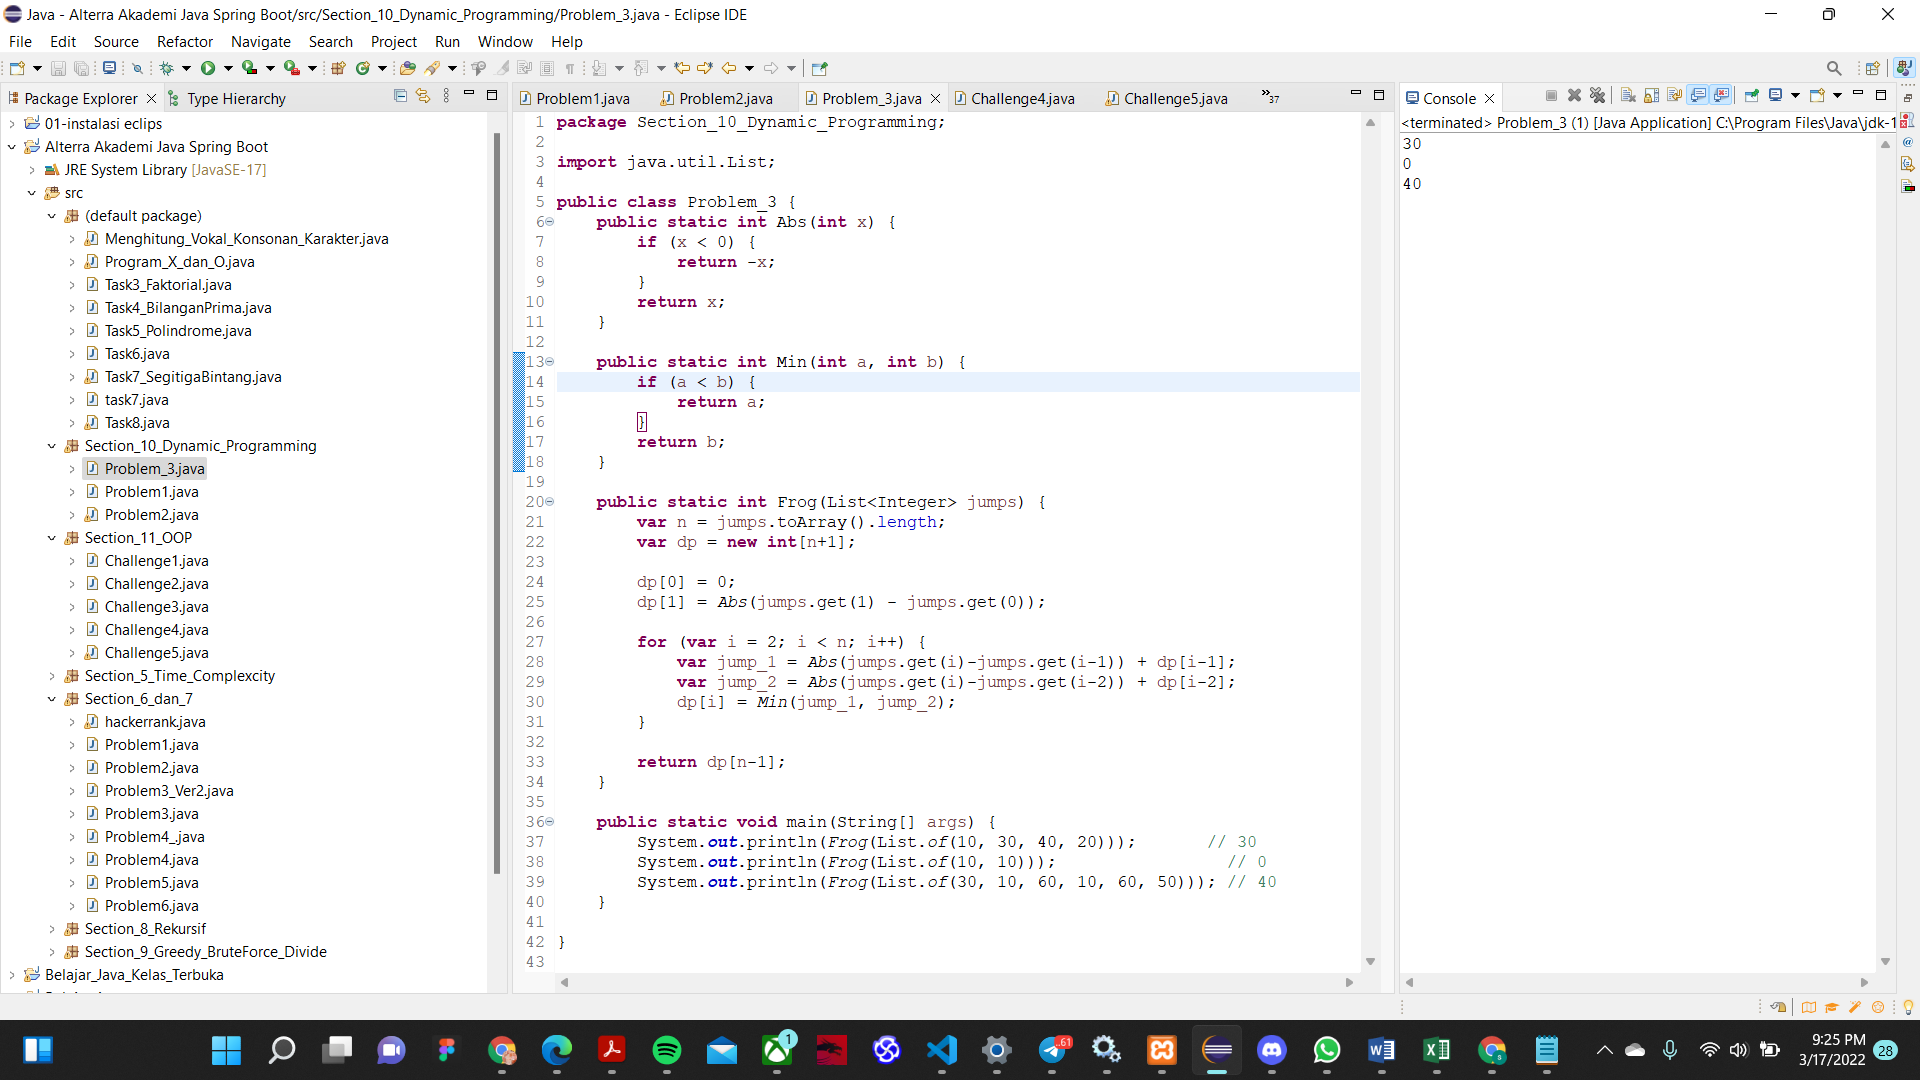 Java - Alterra Akademi Java Spring Boot/src/Section_10_Dynamic_Programming/Problem_3.java - Eclipse IDE
File Edit Source Refactor Navigate Search Project Run Window Help
Package Explorer
Type Hierarchy
01-instalasi eclips
Alterra Akademi Java Spring Boot
JRE System Library [JavaSE-17]
src
(default package)
Menghitung_Vokal_Konsonan_Karakter.java
Program_X_dan_O.java
Task3_Faktorial.java
Task4_BilanganPrima.java
Task5_Polindrome.java
Task6.java
Task7_SegitigaBintang.java
task7.java
Task8.java
Section_10_Dynamic_Programming
Problem_3.java
Problem1.java
Problem2.java
Section_11_OOP
Challenge1.java
Challenge2.java
Challenge3.java
Challenge4.java
Challenge5.java
Section_5_Time_Complexcity
Section_6_dan_7
hackerrank.java
Problem1.java
Problem2.java
Problem3_Ver2.java
Problem3.java
Problem4_.java
Problem4.java
Problem5.java
Problem6.java
Section_8_Rekursif
Section_9_Greedy_BruteForce_Divide
Belajar_Java_Kelas_Terbuka
Problem1.java Problem2.java Problem_3.java Challenge4.java Challenge5.java »37
1 package Section_10_Dynamic_Programming;
2
3 import java.util.List;
4
5 public class Problem_3 {
6 public static int Abs(int x) {
7 if (x < 0) {
8 return -x;
9 }
10 return x;
11 }
12
13 public static int Min(int a, int b) {
14 if (a < b) {
15 return a;
16 }
17 return b;
18 }
19
20 public static int Frog(List<Integer> jumps) {
21 var n = jumps.toArray().length;
22 var dp = new int[n+1];
23
24 dp[0] = 0;
25 dp[1] = Abs(jumps.get(1) - jumps.get(0));
26
27 for (var i = 2; i < n; i++) {
28 var jump_1 = Abs(jumps.get(i)-jumps.get(i-1)) + dp[i-1];
29 var jump_2 = Abs(jumps.get(i)-jumps.get(i-2)) + dp[i-2];
30 dp[i] = Min(jump_1, jump_2);
31 }
32
33 return dp[n-1];
34 }
35
36 public static void main(String[] args) {
37 System.out.println(Frog(List.of(10, 30, 40, 20))); // 30
38 System.out.println(Frog(List.of(10, 10))); // 0
39 System.out.println(Frog(List.of(30, 10, 60, 10, 60, 50))); // 40
40 }
41
42 }
43
Console
<terminated> Problem_3 (1) [Java Application] C:\Program Files\Java\jdk-1
30
0
40
1
61
9:25 PM
3/17/2022
28